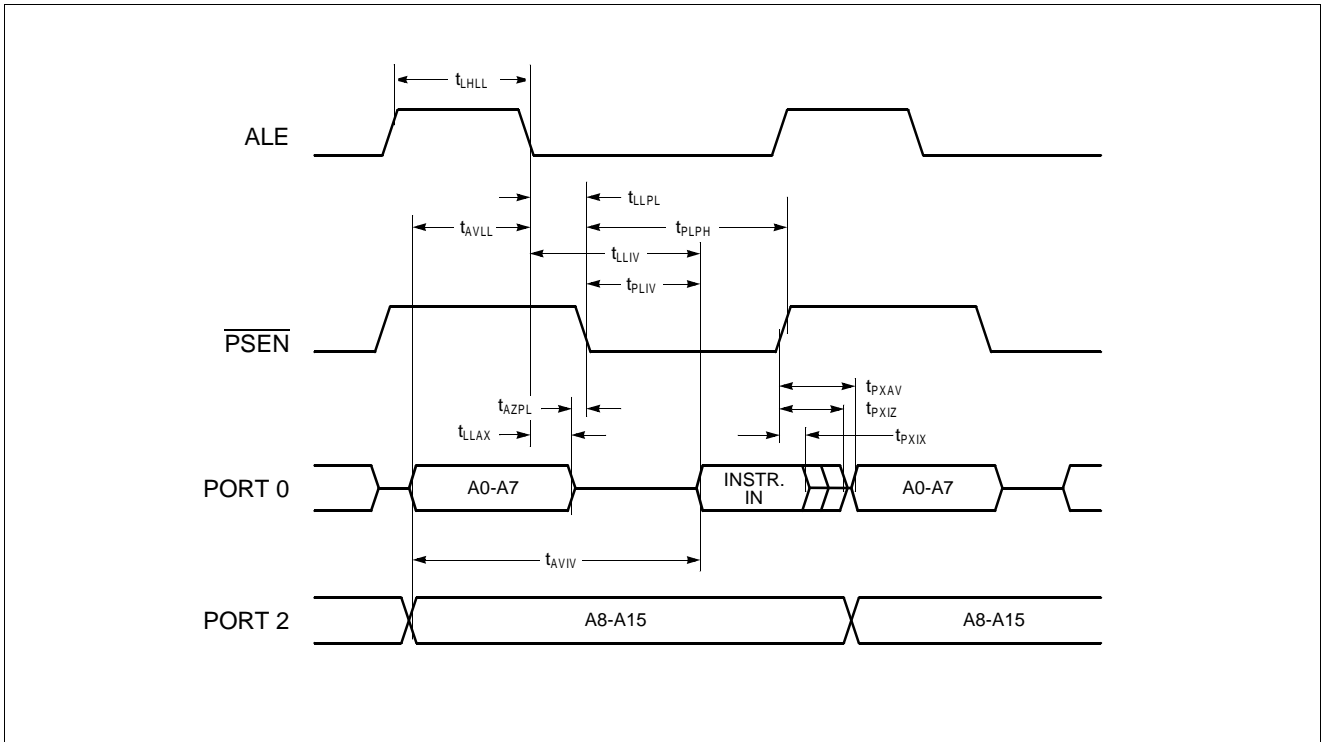 tLHLL
ALE
tLLPL
tAVLL
tPLPH
tLLIV
tPLIV
PSEN
tPXAV
tAZPL
tPXIZ
tLLAX
tPXIX
PORT 0
A0-A7
INSTR.
IN
A0-A7
tAVIV
PORT 2
A8-A15
A8-A15